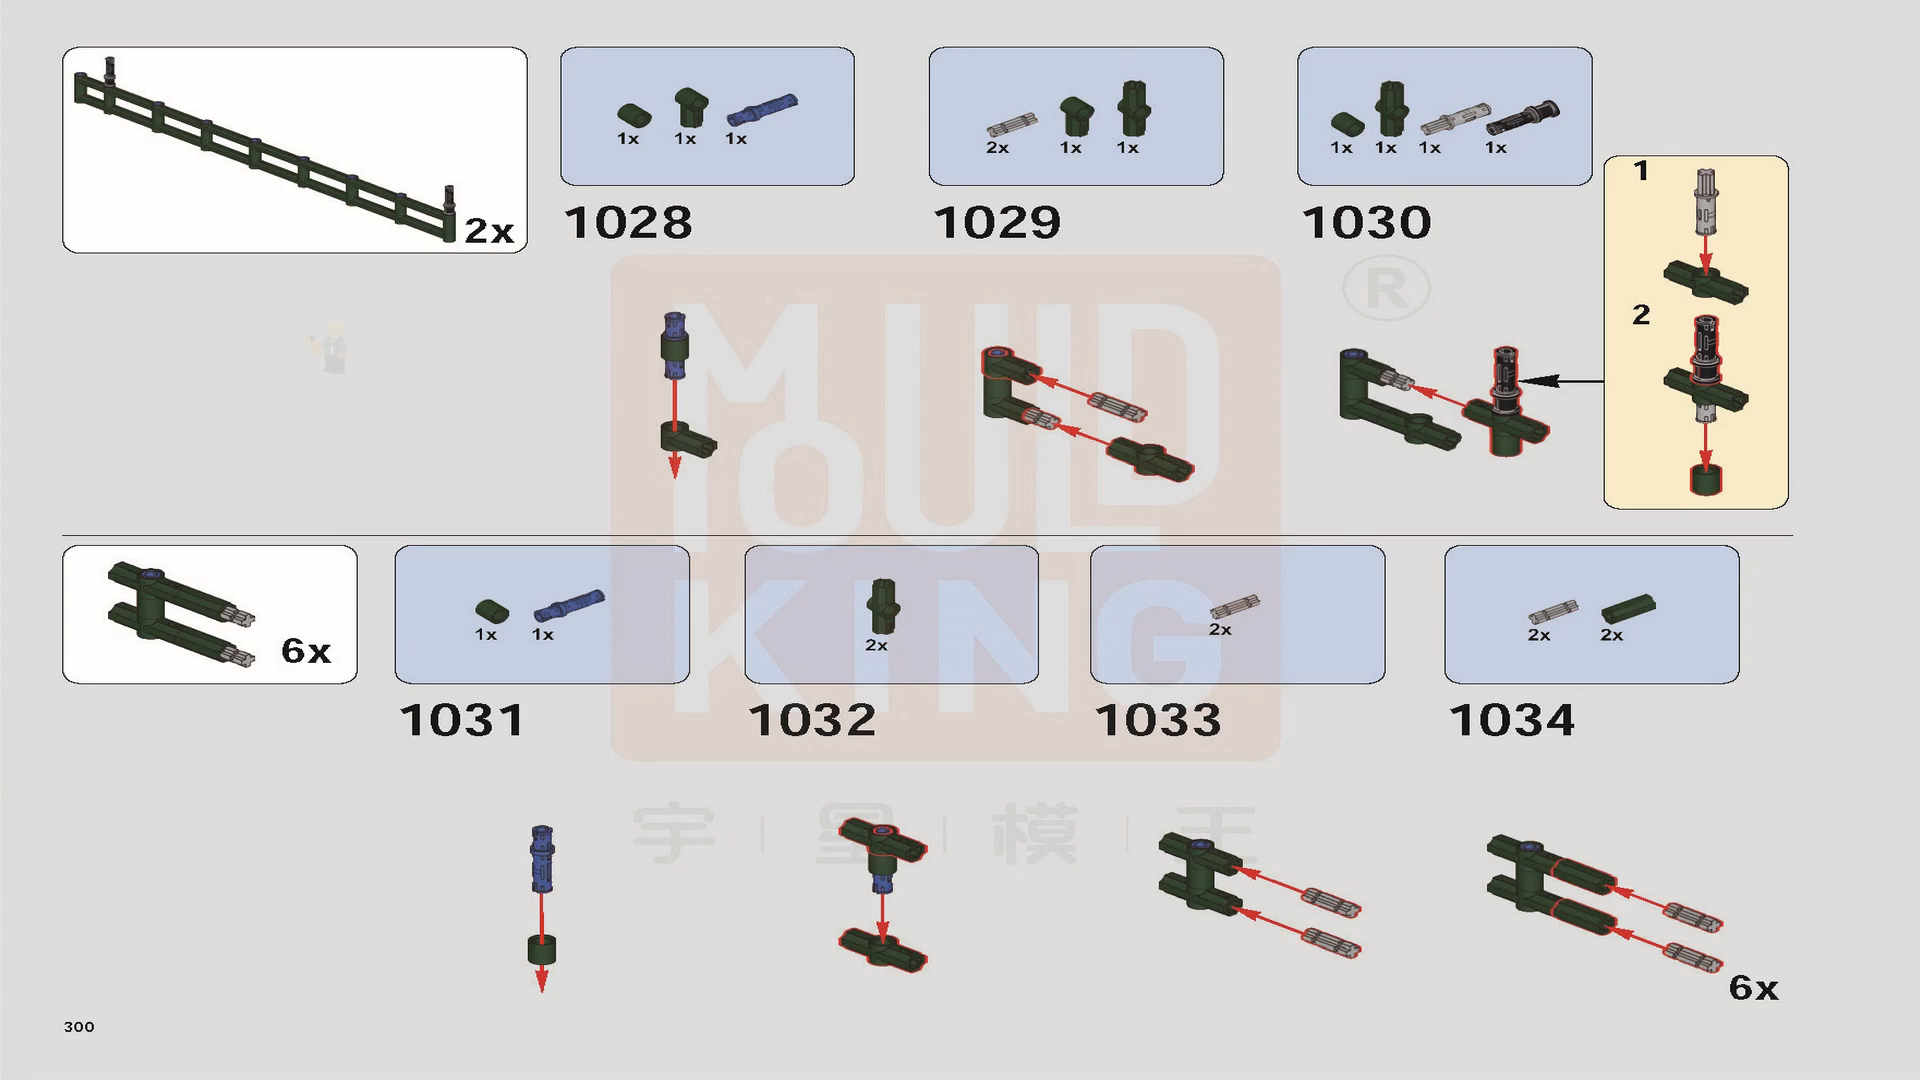 2x
1x 1x 1x
1028
2x 1x 1x
1029
1x 1x 1x 1x
1030
1
2
MOULD
KING
®
宇 | 星 | 模 | 王
6x
1x 1x
1031
2x
1032
2x
1033
2x 2x
1034
6x
300